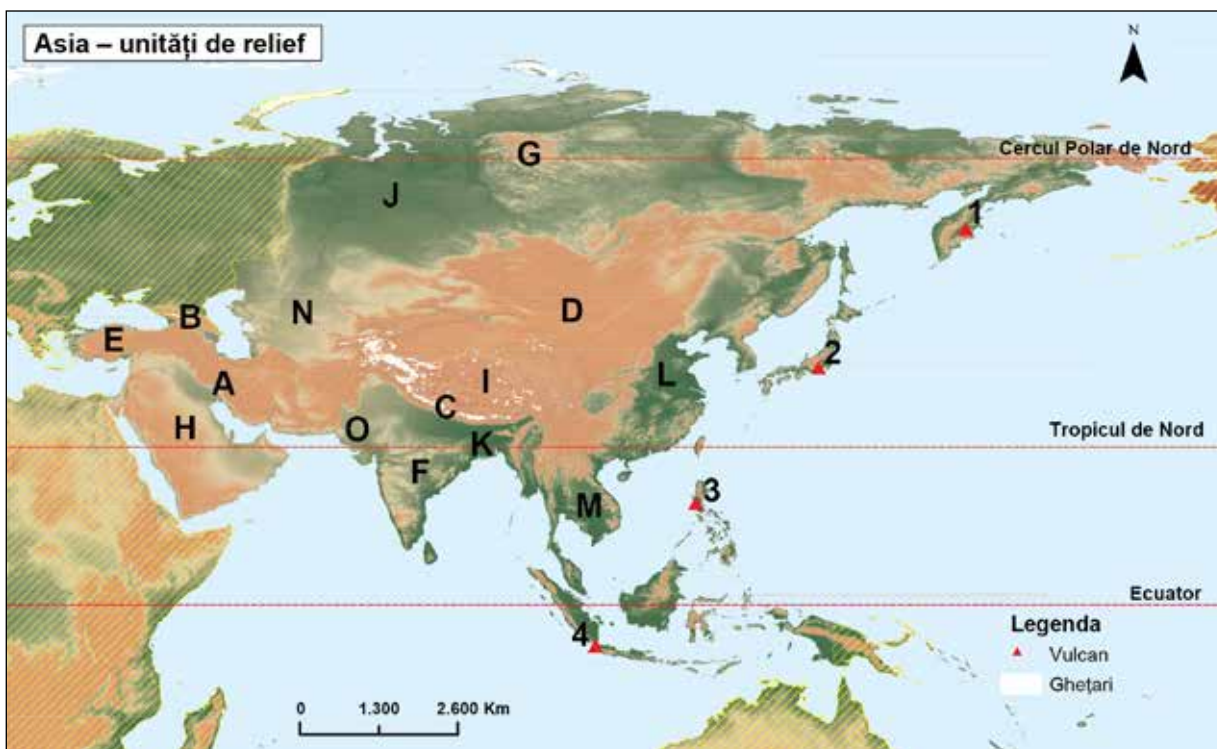 Asia – unități de relief
N
G
Cercul Polar de Nord
J
1
B
N
D
E
2
L
A
I
C
H
O
Tropicul de Nord
K
F
3
M
Ecuator
4
Legenda
Vulcan
Ghețari
0 1.300 2.600 Km